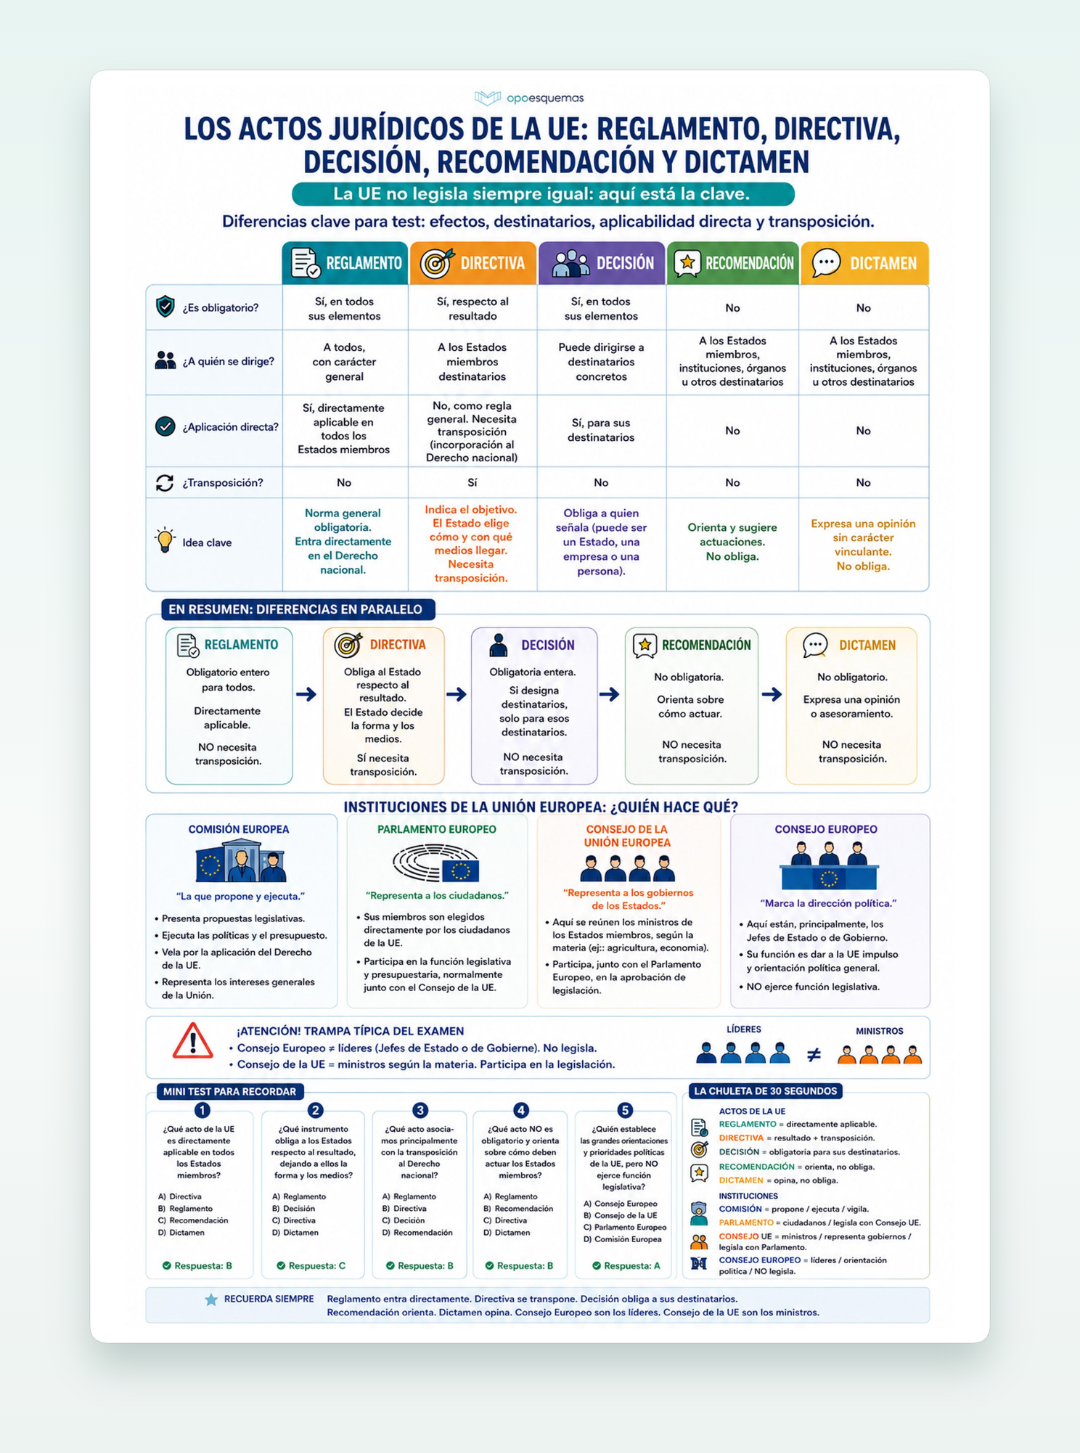 opoesquemas
LOS ACTOS JURÍDICOS DE LA UE: REGLAMENTO, DIRECTIVA,
DECISIÓN, RECOMENDACIÓN Y DICTAMEN
La UE no legisla siempre igual: aquí está la clave.
Diferencias clave para test: efectos, destinatarios, aplicabilidad directa y transposición.
REGLAMENTO
DIRECTIVA
DECISIÓN
RECOMENDACIÓN
DICTAMEN
¿Es obligatorio?
Sí, en todos
sus elementos
Sí, respecto al
resultado
Sí, en todos
sus elementos
No
No
¿A quién se dirige?
A todos,
con carácter
general
A los Estados
miembros
destinatarios
Puede dirigirse a
destinatarios
concretos
A los Estados
miembros,
instituciones, órganos
u otros destinatarios
A los Estados
miembros,
instituciones, órganos
u otros destinatarios
¿Aplicación directa?
Sí, directamente
aplicable en
todos los
Estados miembros
No, como regla
general. Necesita
transposición
(incorporación al
Derecho nacional)
Sí, para sus
destinatarios
No
No
¿Transposición?
No
Sí
No
No
No
Idea clave
Norma general
obligatoria.
Entra directamente
en el Derecho
nacional.
Indica el objetivo.
El Estado elige
cómo y con qué
medios llegar.
Necesita
transposición.
Obliga a quien
señala (puede ser
un Estado, una
empresa o una
persona).
Orienta y sugiere
actuaciones.
No obliga.
Expresa una opinión
sin carácter
vinculante.
No obliga.
EN RESUMEN: DIFERENCIAS EN PARALELO
REGLAMENTO
Obligatorio entero
para todos.
Directamente
aplicable.
NO necesita
transposición.
DIRECTIVA
Obliga al Estado
respecto al
resultado.
El Estado decide
la forma y los
medios.
SÍ necesita
transposición.
DECISIÓN
Obligatoria entera.
Si designa
destinatarios,
solo para esos
destinatarios.
NO necesita
transposición.
RECOMENDACIÓN
No obligatoria.
Orienta sobre
cómo actuar.
NO necesita
transposición.
DICTAMEN
No obligatorio.
Expresa una opinión
o asesoramiento.
NO necesita
transposición.
INSTITUCIONES DE LA UNIÓN EUROPEA: ¿QUIÉN HACE QUÉ?
COMISIÓN EUROPEA
"La que propone y ejecuta."
• Presenta propuestas legislativas.
• Ejecuta las políticas y el presupuesto.
• Vela por la aplicación del Derecho
de la UE.
• Representa los intereses generales
de la Unión.
PARLAMENTO EUROPEO
"Representa a los ciudadanos."
• Sus miembros son elegidos
directamente por los ciudadanos
de la UE.
• Participa en la función legislativa
y presupuestaria, normalmente
junto con el Consejo de la UE.
CONSEJO DE LA
UNIÓN EUROPEA
"Representa a los gobiernos
de los Estados."
• Aquí se reúnen los ministros de
los Estados miembros, según la
materia (ej: agricultura, economía).
• Participa, junto con el Parlamento
Europeo, en la aprobación de
legislación.
CONSEJO EUROPEO
"Marca la dirección política."
• Aquí están, principalmente, los
Jefes de Estado o de Gobierno.
• Su función es dar a la UE impulso
y orientación política general.
• NO ejerce función legislativa.
¡ATENCIÓN! TRAMPA TÍPICA DEL EXAMEN
• Consejo Europeo ≠ líderes (Jefes de Estado o de Gobierne). No legisla.
• Consejo de la UE = ministros según la materia. Participa en la legislación.
LÍDERES
≠
MINISTROS
MINI TEST PARA RECORDAR
1
¿Qué acto de la UE
es directamente
aplicable en todos
los Estados
miembros?
A) Directiva
B) Reglamento
C) Recomendación
D) Dictamen
Respuesta: B
2
¿Qué instrumento
obliga a los Estados
respecto al resultado,
dejando a ellos la
forma y los medios?
A) Reglamento
B) Decisión
C) Directiva
D) Dictamen
Respuesta: C
3
¿Qué acto asocia-
mos principalmente
con la transposición
al Derecho
nacional?
A) Reglamento
B) Directiva
C) Decisión
D) Recomendación
Respuesta: B
4
¿Qué acto NO es
obligatorio y orienta
sobre cómo deben
actuar los Estados
miembros?
A) Reglamento
B) Recomendación
C) Directiva
D) Dictamen
Respuesta: B
5
¿Quién establece
las grandes orientaciones
y prioridades políticas
de la UE, pero NO
ejerce función
legislativa?
A) Consejo Europeo
B) Consejo de la UE
C) Parlamento Europeo
D) Comisión Europea
Respuesta: A
LA CHULETA DE 30 SEGUNDOS
ACTOS DE LA UE
REGLAMENTO = directamente aplicable.
DIRECTIVA = resultado + transposición.
DECISIÓN = obligatoria para sus destinatarios.
RECOMENDACIÓN = orienta, no obliga.
DICTAMEN = opina, no obliga.
INSTITUCIONES
COMISIÓN = propone / ejecuta / vigila.
PARLAMENTO = ciudadanos / legisla con Consejo UE.
CONSEJO UE = ministros / representa gobiernos /
legisla con Parlamento.
CONSEJO EUROPEO = líderes / orientación
política / NO legisla.
RECUERDA SIEMPRE
Reglamento entra directamente. Directiva se transpone. Decisión obliga a sus destinatarios.
Recomendación orienta. Dictamen opina. Consejo Europeo son los líderes. Consejo de la UE son los ministros.